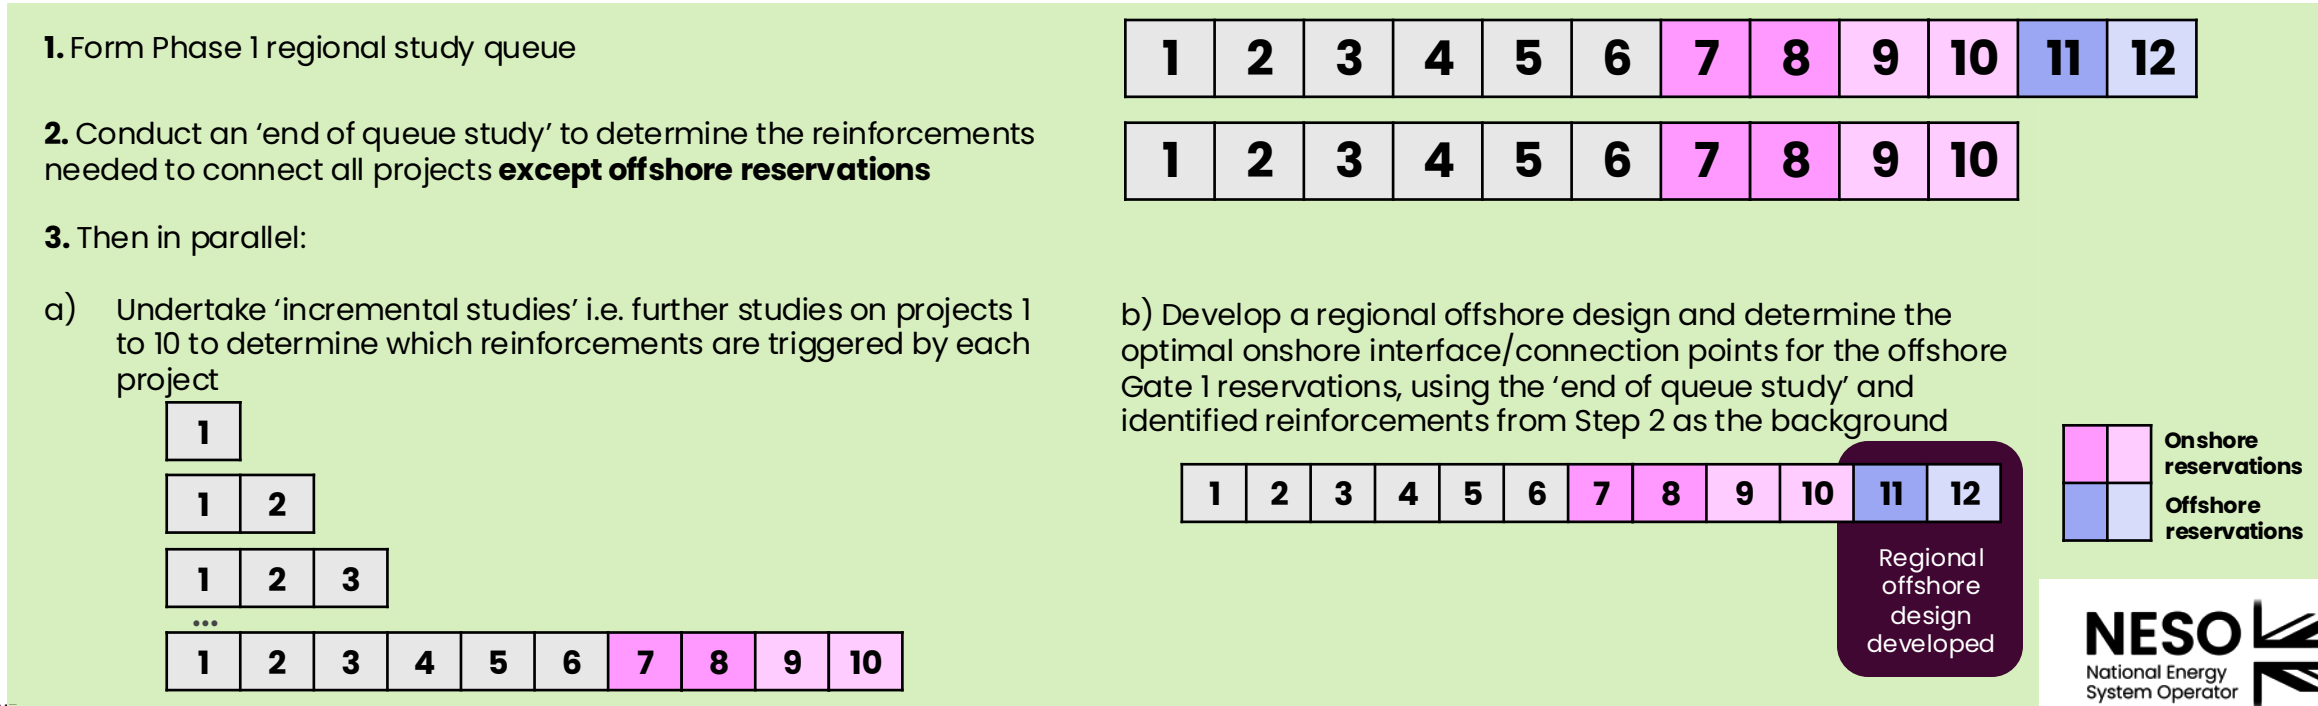 1. Form Phase 1 regional study queue
1 2 3 4 5 6 7 8 9 10 11 12
2. Conduct an ‘end of queue study’ to determine the reinforcements
needed to connect all projects except offshore reservations
1 2 3 4 5 6 7 8 9 10
3. Then in parallel:
a) Undertake ‘incremental studies’ i.e. further studies on projects 1
to 10 to determine which reinforcements are triggered by each
project
1
1 2
1 2 3
...
1 2 3 4 5 6 7 8 9 10
b) Develop a regional offshore design and determine the
optimal onshore interface/connection points for the offshore
Gate 1 reservations, using the ‘end of queue study’ and
identified reinforcements from Step 2 as the background
1 2 3 4 5 6 7 8 9 10 11 12
Regional
offshore
design
developed
Onshore
reservations
Offshore
reservations
NESO
National Energy
System Operator